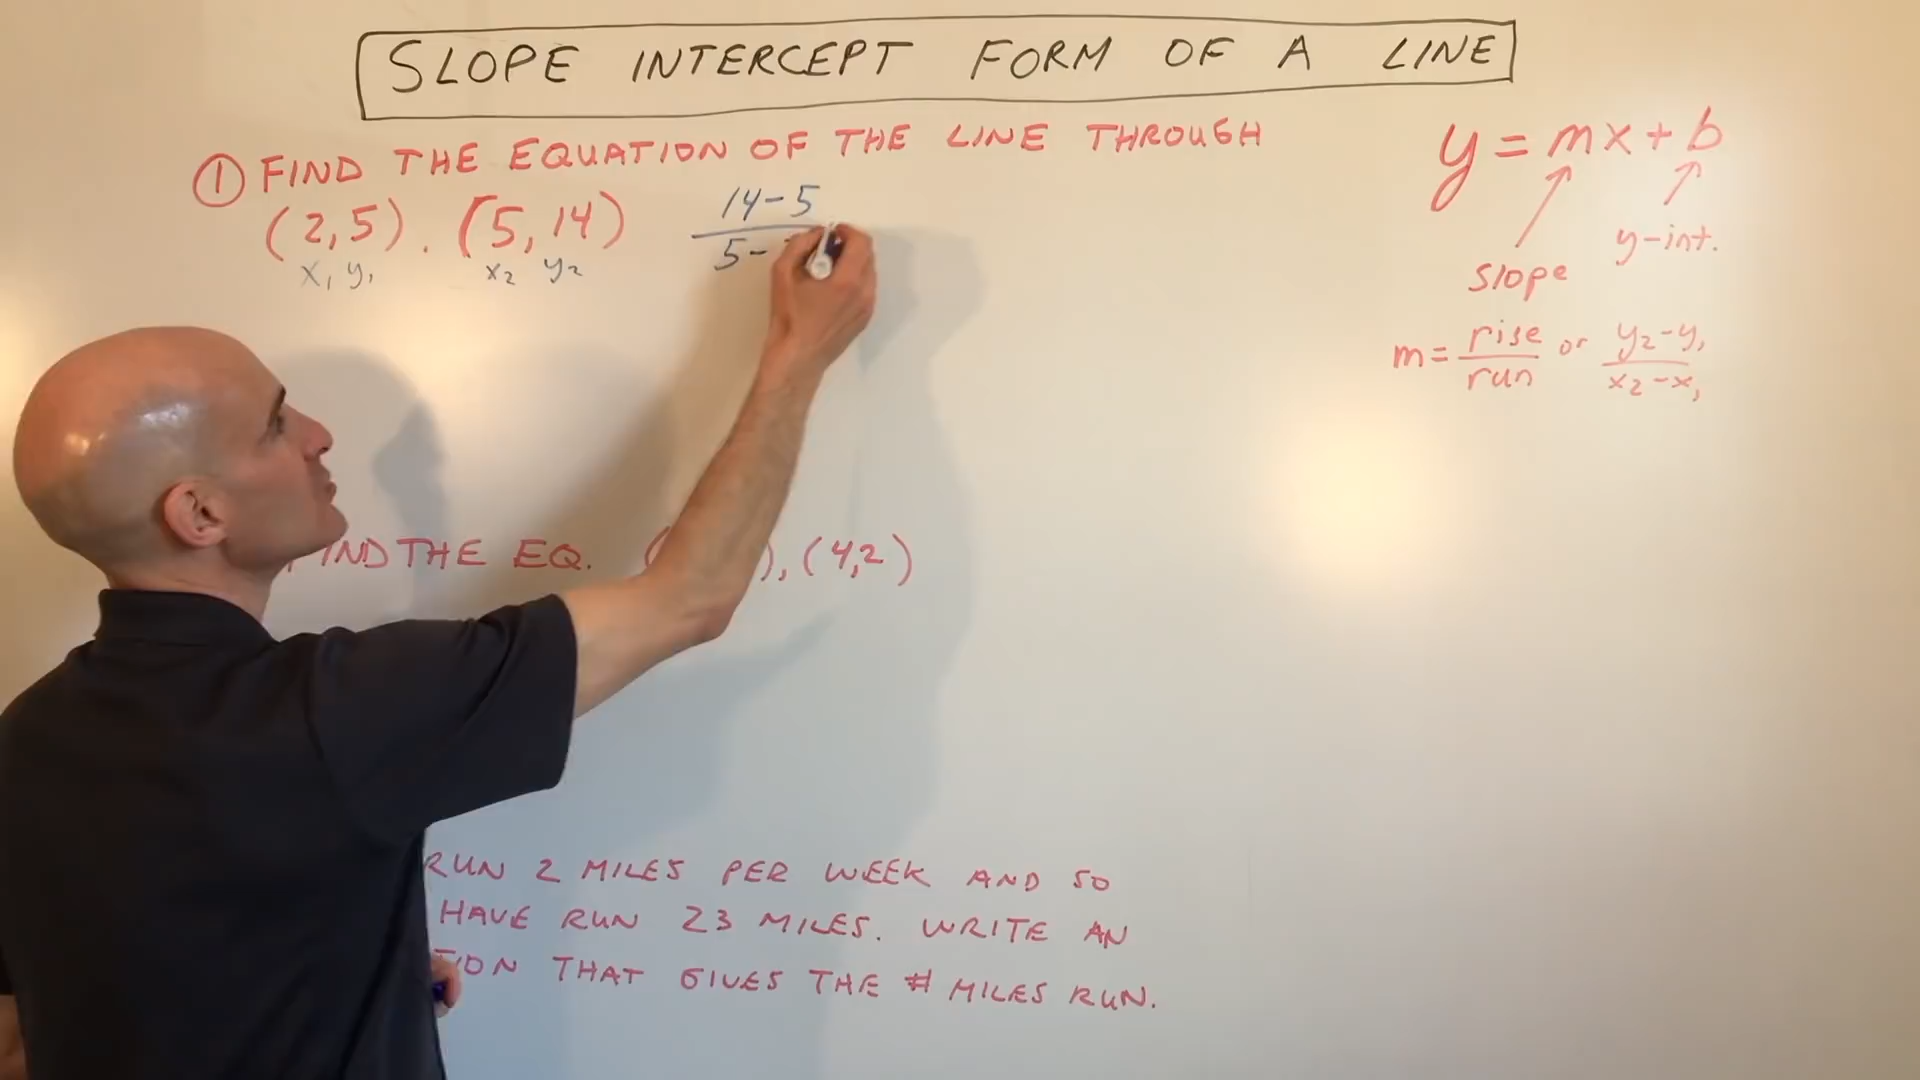 SLOPE INTERCEPT FORM OF A LINE
① FIND THE EQUATION OF THE LINE THROUGH
(2,5). (5,14)
x₁ y₁ x₂ y₂
14-5
5-
y = mx + b
slope
y-int.
m = rise/run or y₂-y₁/x₂-x₁
THE EQ. , (4,2)
RUN 2 MILES PER WEEK AND SO
HAVE RUN 23 MILES. WRITE AN
THAT GIVES THE # MILES RUN.